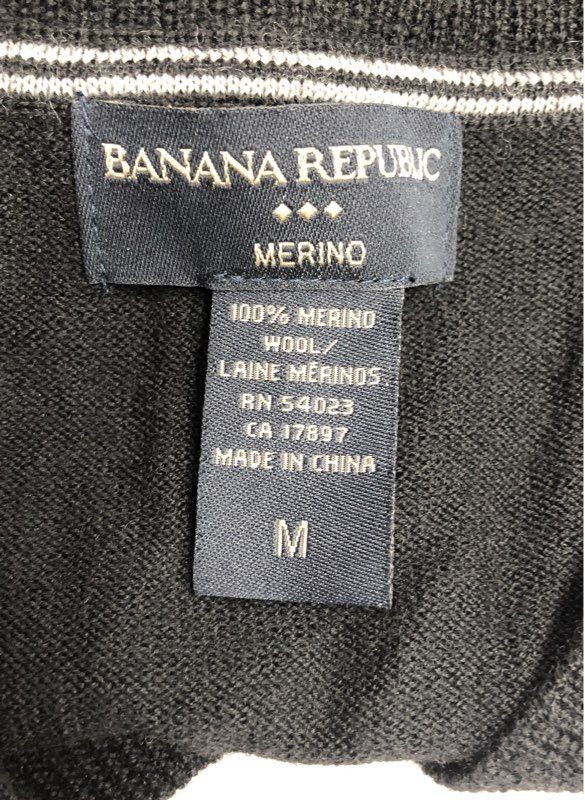 BANANA REPUBLIC
MERINO
100% MERINO
WOOL/
LAINE MÉRINOS
RN 54023
CA 17897
MADE IN CHINA
M